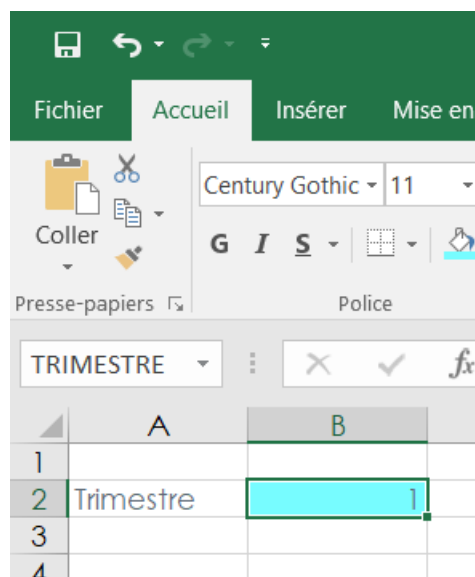 Fichier Accueil Insérer Mise en
Century Gothic 11
Coller
G I S
Presse-papiers Police
TRIMESTRE fx
A B
1
2 Trimestre 1
3
4